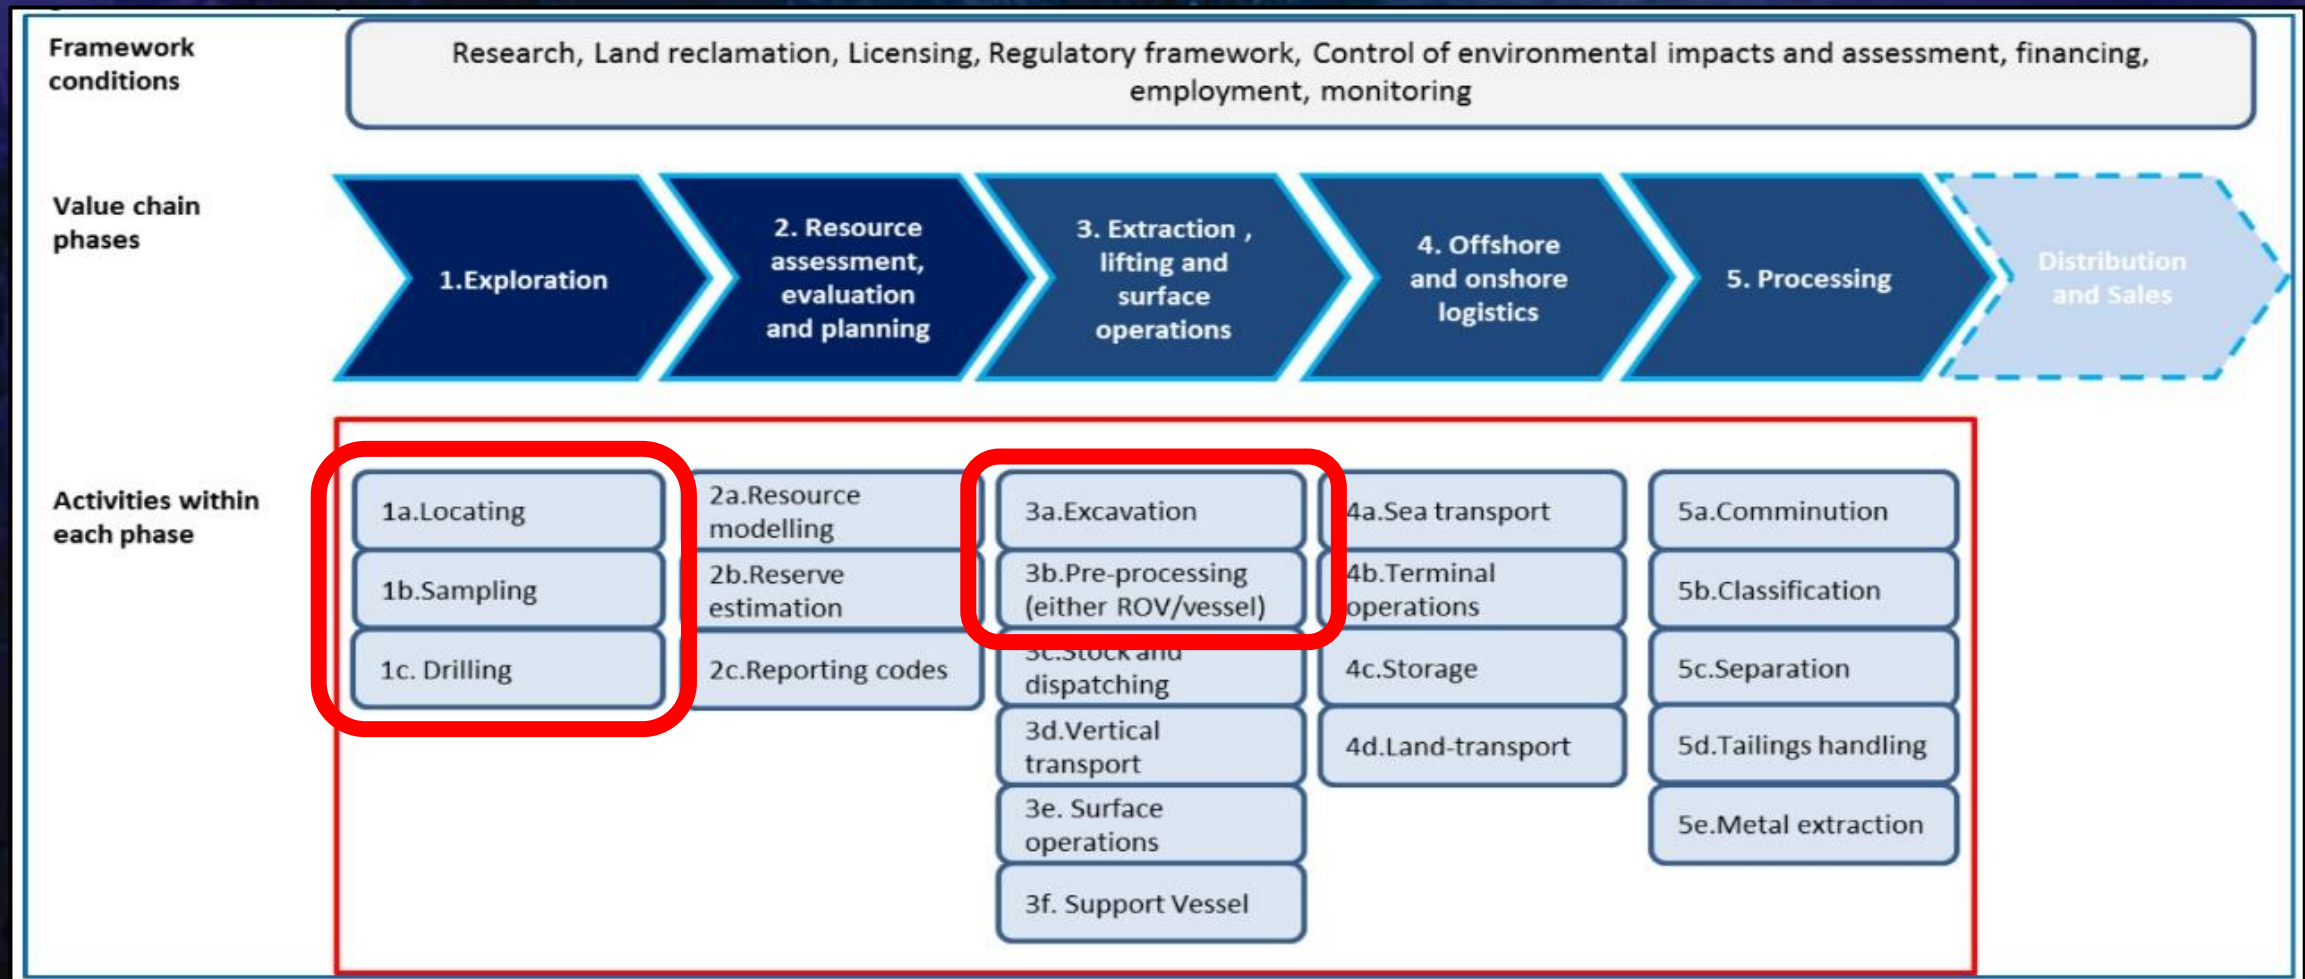 Framework
conditions
Research, Land reclamation, Licensing, Regulatory framework, Control of environmental impacts and assessment, financing,
employment, monitoring
Value chain
phases
1.Exploration
2. Resource
assessment,
evaluation
and planning
3. Extraction ,
lifting and
surface
operations
4. Offshore
and onshore
logistics
5. Processing
Distribution
and Sales
Activities within
each phase
1a.Locating
1b.Sampling
1c. Drilling
2a.Resource
modelling
2b.Reserve
estimation
2c.Reporting codes
3a.Excavation
3b.Pre-processing
(either ROV/vessel)
3c.Stock and
dispatching
3d.Vertical
transport
3e. Surface
operations
3f. Support Vessel
4a.Sea transport
4b.Terminal
operations
4c.Storage
4d.Land-transport
5a.Comminution
5b.Classification
5c.Separation
5d.Tailings handling
5e.Metal extraction